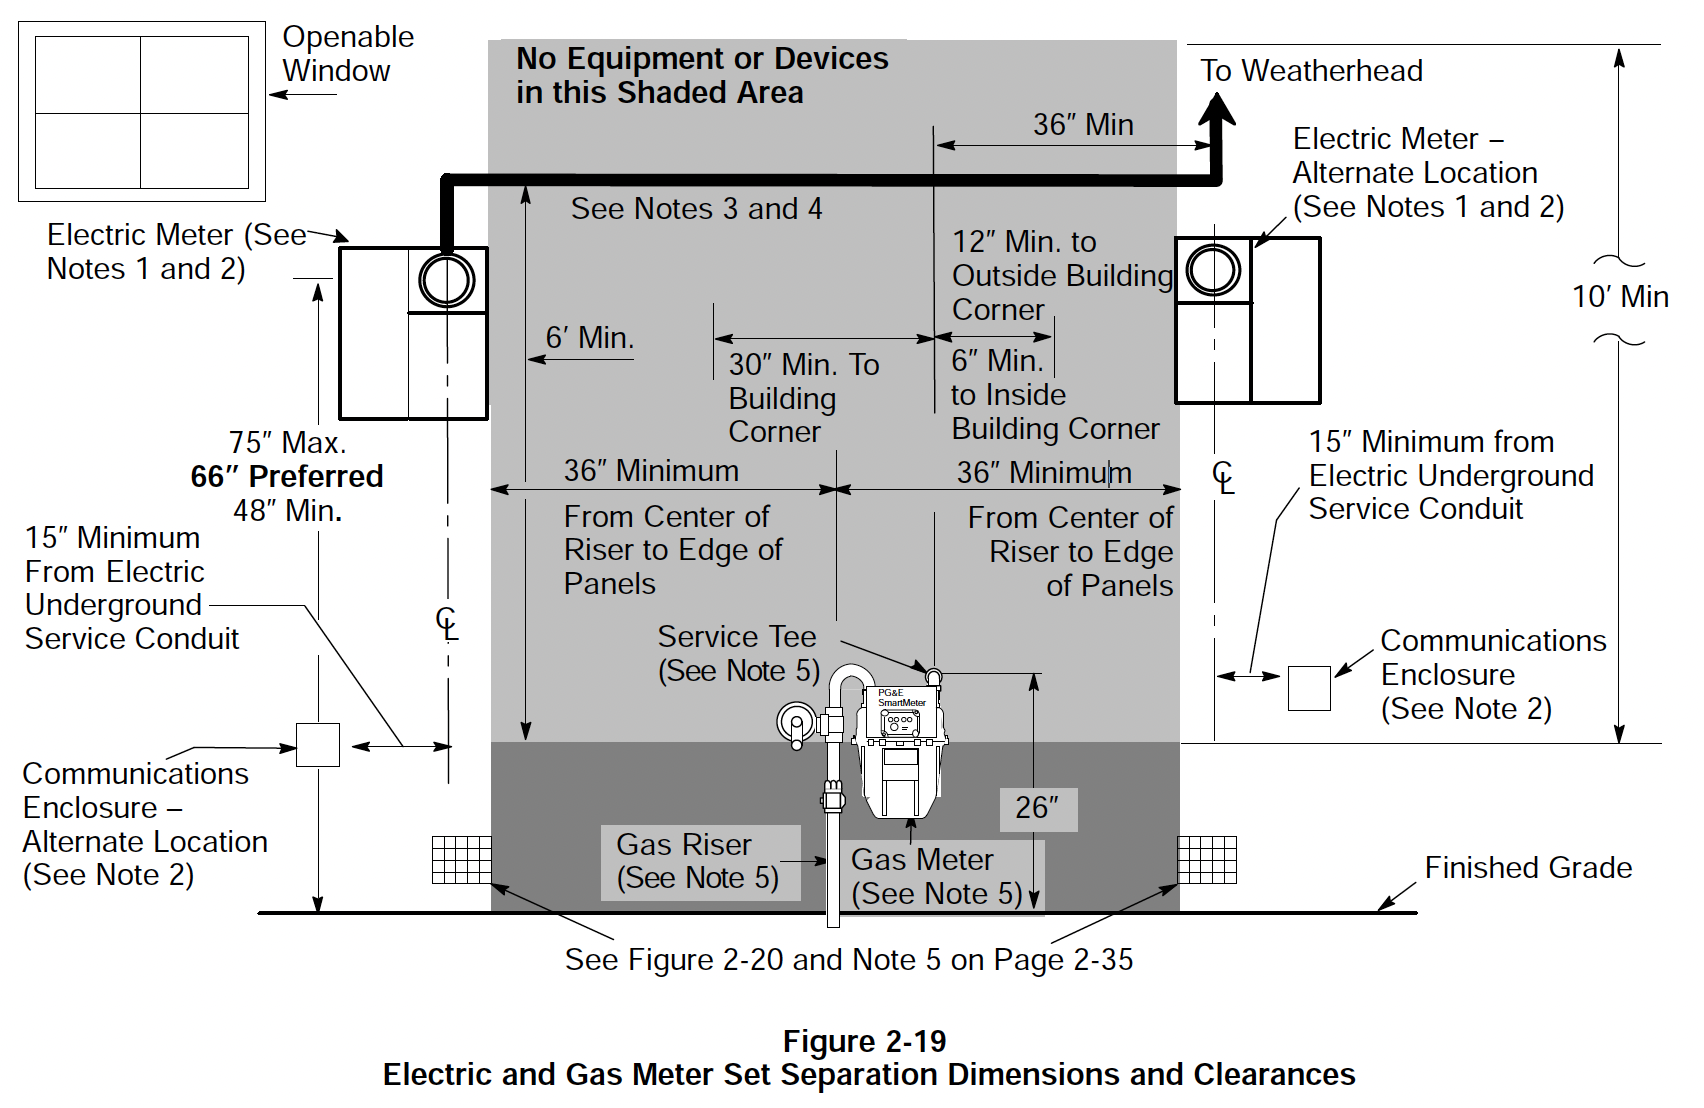 Openable
Window
No Equipment or Devices
in this Shaded Area
To Weatherhead
36″ Min
Electric Meter –
Alternate Location
(See Notes 1 and 2)
See Notes 3 and 4
Electric Meter (See
Notes 1 and 2)
12″ Min. to
Outside Building
Corner
10′ Min
6′ Min.
30″ Min. To
Building
Corner
6″ Min.
to Inside
Building Corner
75″ Max.
66″ Preferred
48″ Min.
36″ Minimum
From Center of
Riser to Edge of
Panels
36″ Minimum
From Center of
Riser to Edge
of Panels
CL
15″ Minimum from
Electric Underground
Service Conduit
15″ Minimum
From Electric
Underground
Service Conduit
CL
Service Tee
(See Note 5)
PG&E
SmartMeter
Communications
Enclosure
(See Note 2)
Communications
Enclosure –
Alternate Location
(See Note 2)
26″
Gas Riser
(See Note 5)
Gas Meter
(See Note 5)
Finished Grade
See Figure 2-20 and Note 5 on Page 2-35
Figure 2-19
Electric and Gas Meter Set Separation Dimensions and Clearances